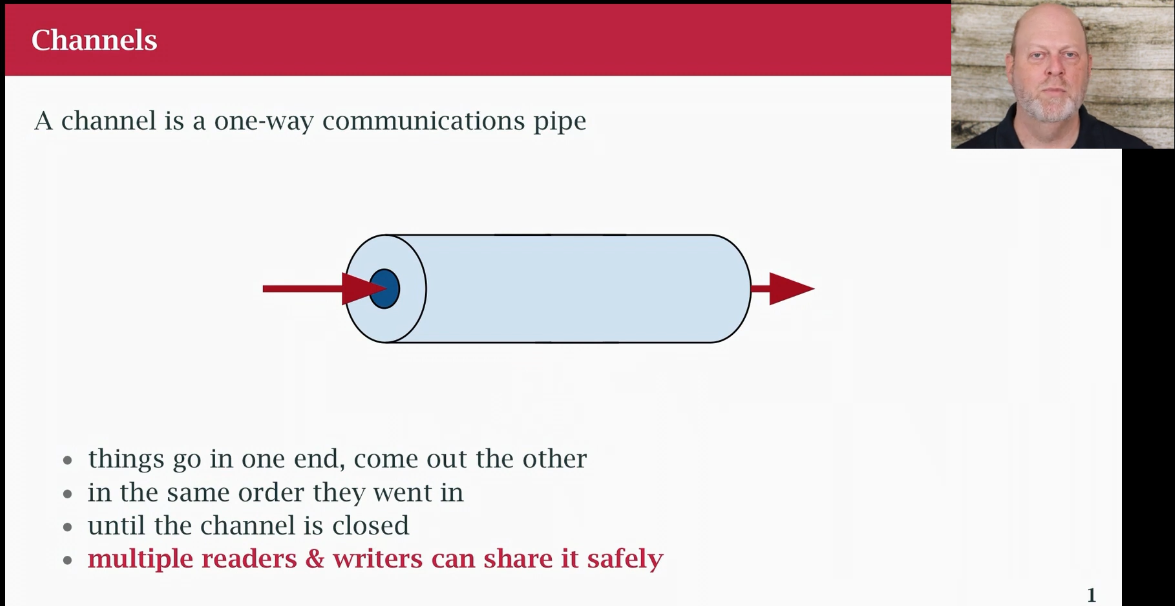 Channels
A channel is a one-way communications pipe
• things go in one end, come out the other
• in the same order they went in
• until the channel is closed
• multiple readers & writers can share it safely
1